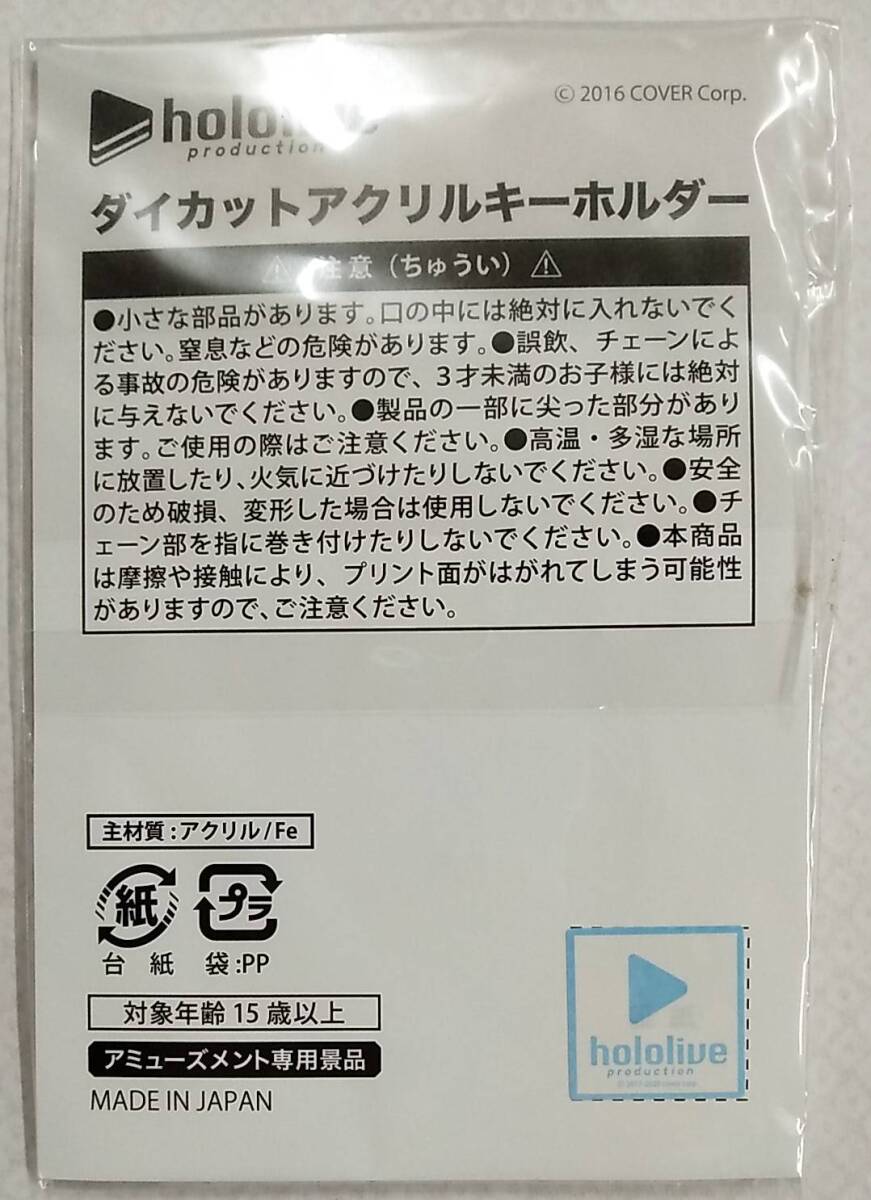 hololive
production
© 2016 COVER Corp.
ダイカットアクリルキーホルダー
⚠ 注意（ちゅうい）⚠
●小さな部品があります。口の中には絶対に入れないでく
ださい。窒息などの危険があります。●誤飲、チェーンによ
る事故の危険がありますので、3才未満のお子様には絶対
に与えないでください。●製品の一部に尖った部分があり
ます。ご使用の際はご注意ください。●高温・多湿な場所
に放置したり、火気に近づけたりしないでください。●安全
のため破損、変形した場合は使用しないでください。●チ
ェーン部を指に巻き付けたりしないでください。●本商品
は摩擦や接触により、プリント面がはがれてしまう可能性
がありますので、ご注意ください。
主材質:アクリル/Fe
紙 プラ
台紙 袋:PP
対象年齢15歳以上
アミューズメント専用景品
MADE IN JAPAN
hololive
production